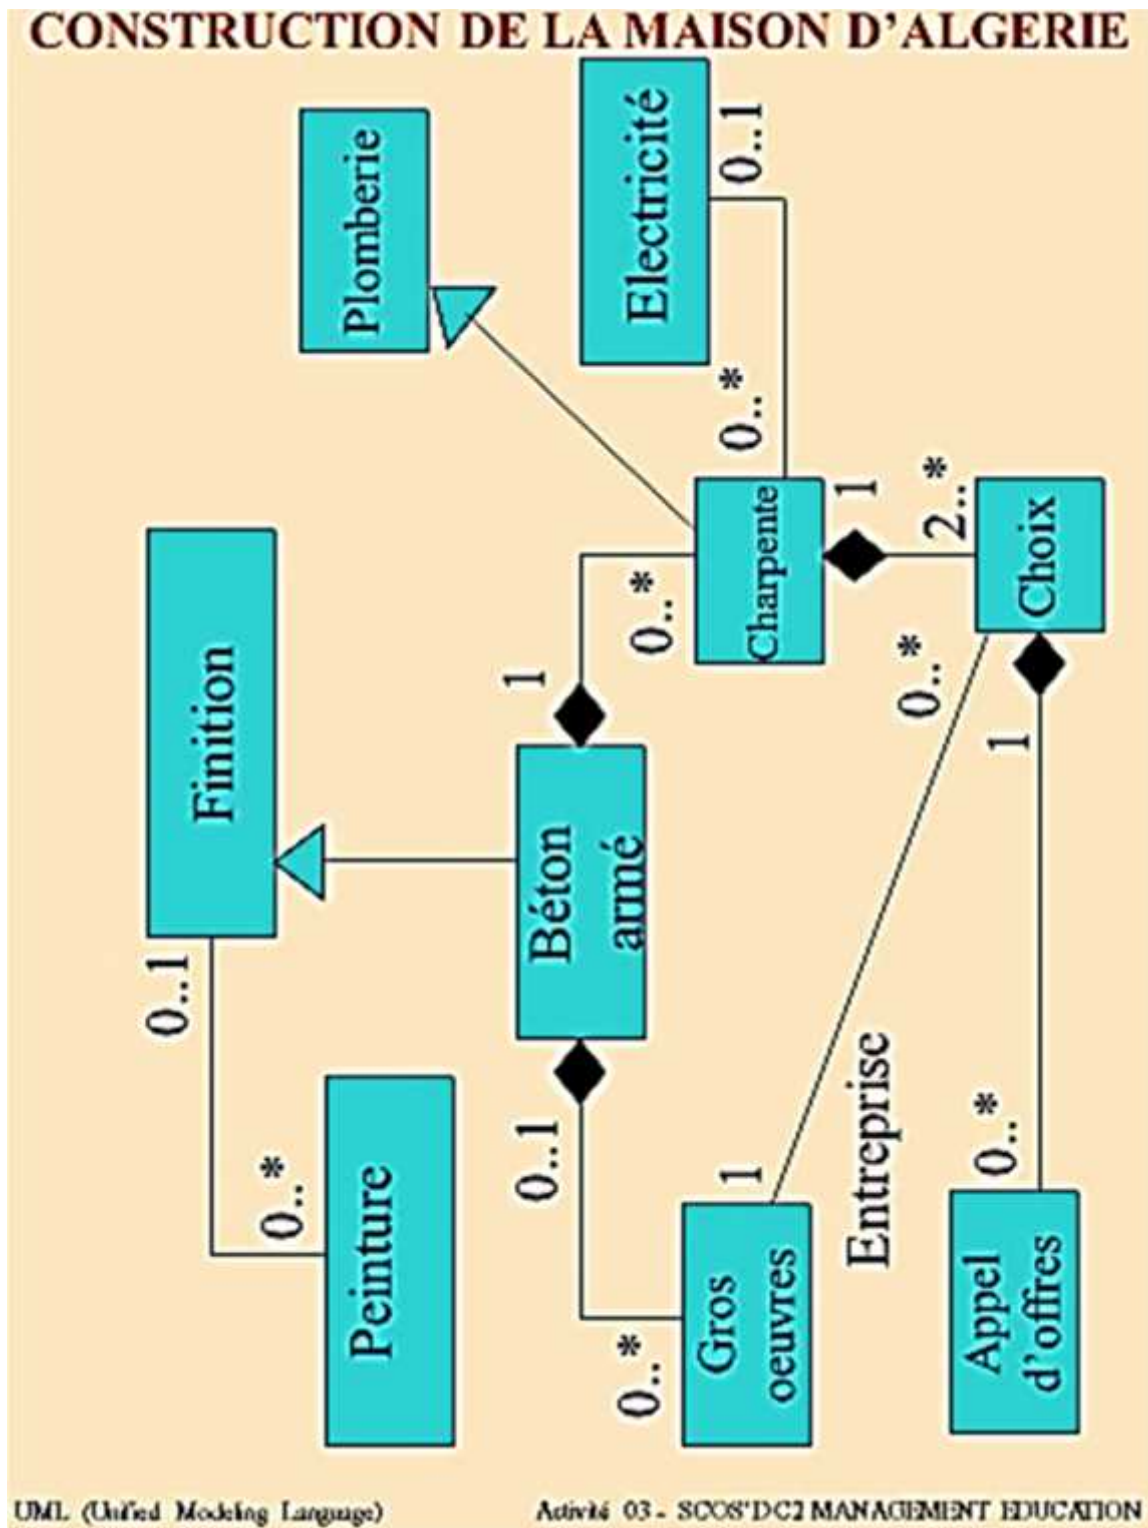 CONSTRUCTION DE LA MAISON D'ALGERIE
Plomberie
Electricité
0..1
0..*
Finition
0..1
Peinture
0..*
Béton
armé
1
0..*
0..1
0..*
Charpente
1
2..*
Choix
0..*
1
Gros
oeuvres
1
Entreprise
0..*
Appel
d'offres
UML (Unified Modeling Language)
Activité 03 - SCOS'DC2 MANAGEMENT EDUCATION